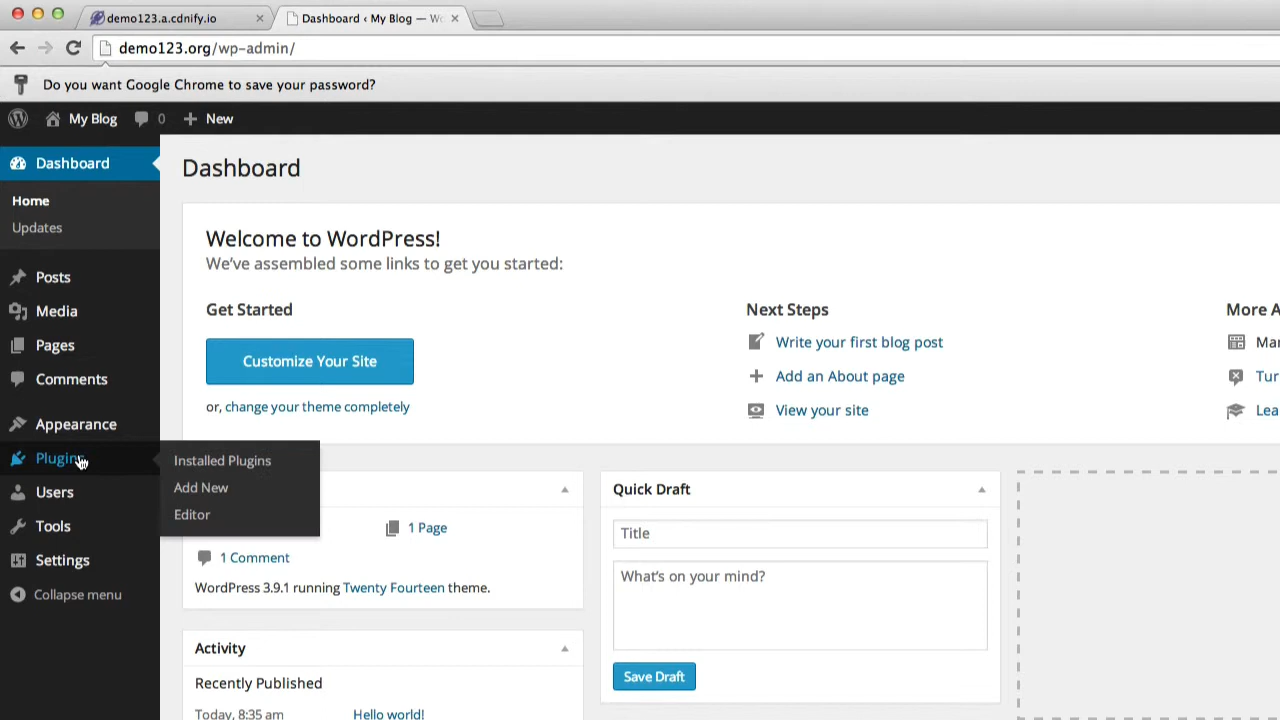 demo123.a.cdnify.io
Dashboard ‹ My Blog —
demo123.org/wp-admin/
Do you want Google Chrome to save your password?
My Blog 0 New
Dashboard
Home
Updates
Posts
Media
Pages
Comments
Appearance
Plugins
Installed Plugins
Add New
Editor
Users
Tools
Settings
Collapse menu
Dashboard
Welcome to WordPress!
We've assembled some links to get you started:
Get Started
Customize Your Site
or, change your theme completely
Next Steps
Write your first blog post
Add an About page
View your site
More
1 Page
1 Comment
WordPress 3.9.1 running Twenty Fourteen theme.
Activity
Recently Published
Today, 8:35 am Hello world!
Quick Draft
Title
What's on your mind?
Save Draft